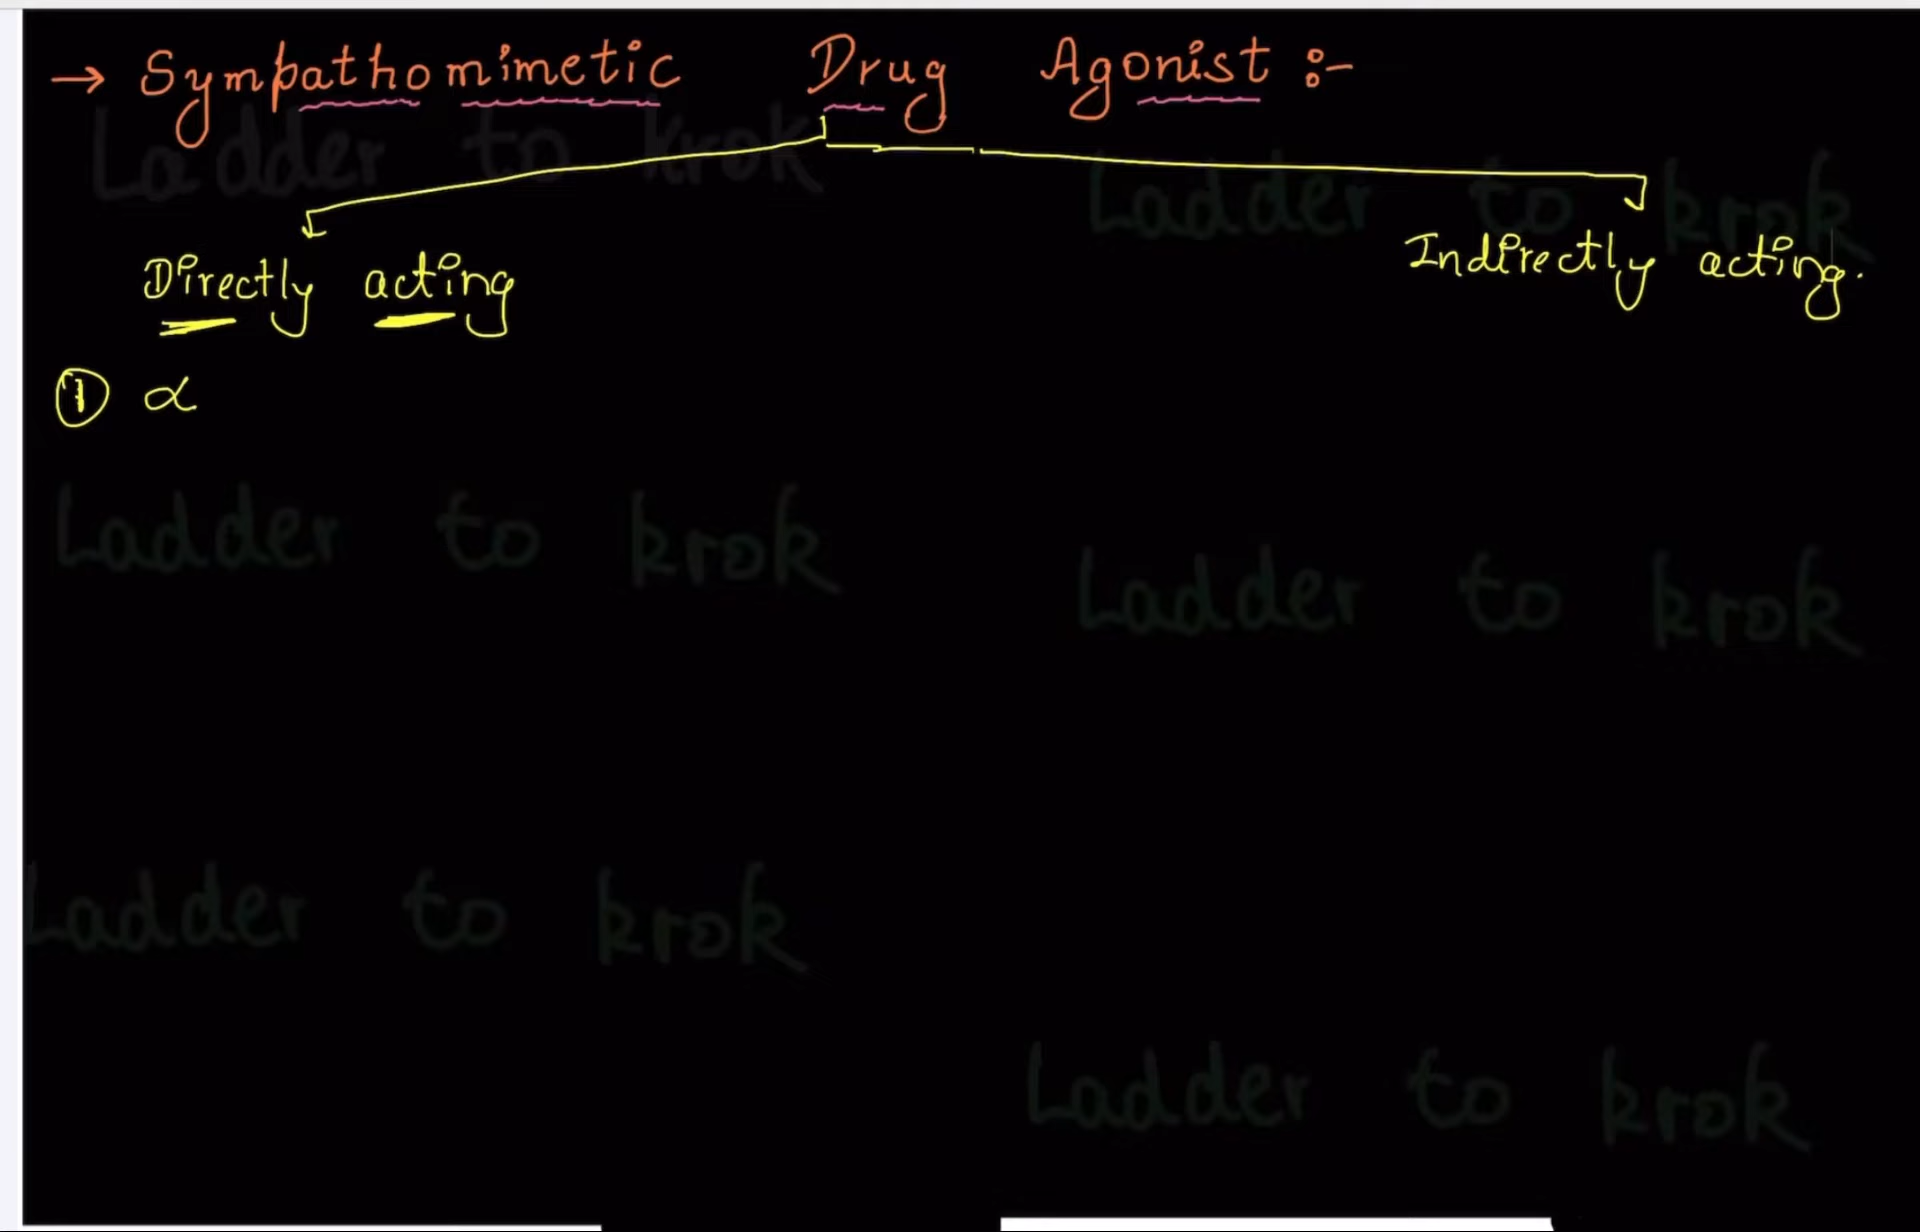 → Sympathomimetic Drug Agonist :-
Ladder to krok
Ladder to krok
Directly acting
Indirectly acting.
① α
Ladder to krok
Ladder to krok
Ladder to krok
Ladder to krok